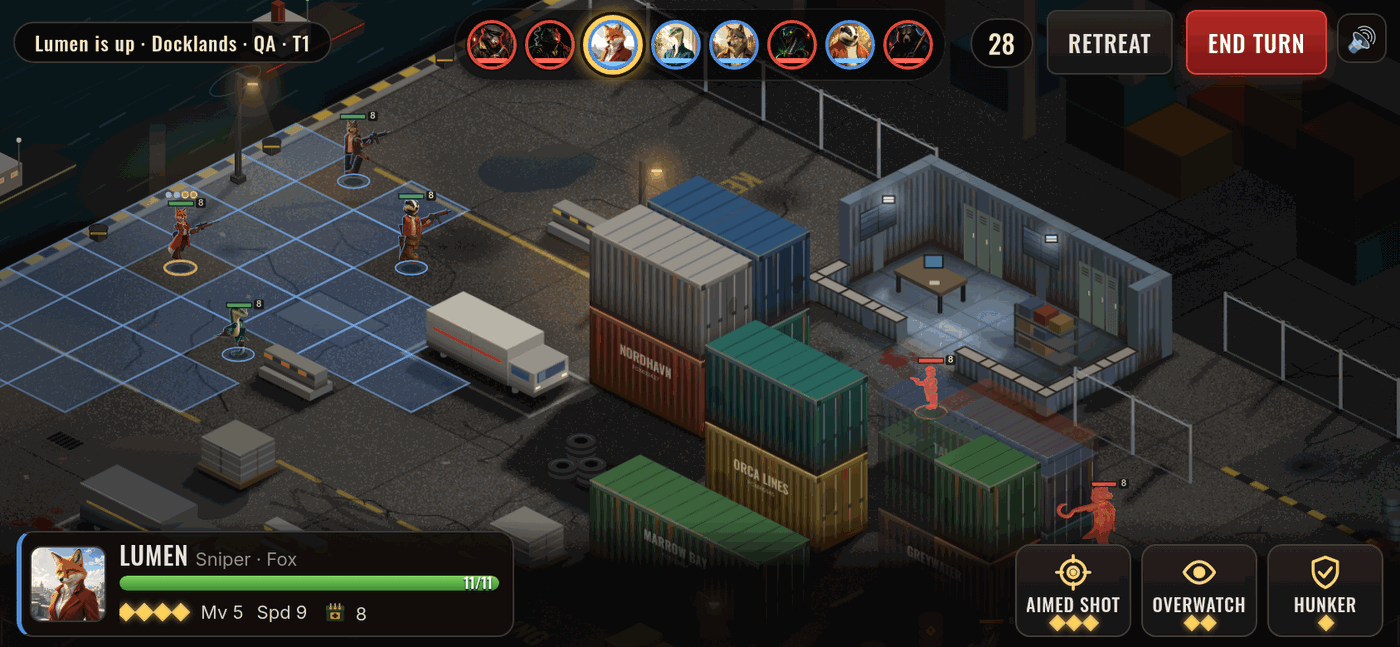 Lumen is up · Docklands · QA · T1
28
RETREAT
END TURN
8
8
8
8
NORDHAVN
8
ORCA LINES
8
MARROW BAY
GREYWATER
LUMEN Sniper · Fox
11/11
Mv 5 Spd 9 8
AIMED SHOT
OVERWATCH
HUNKER